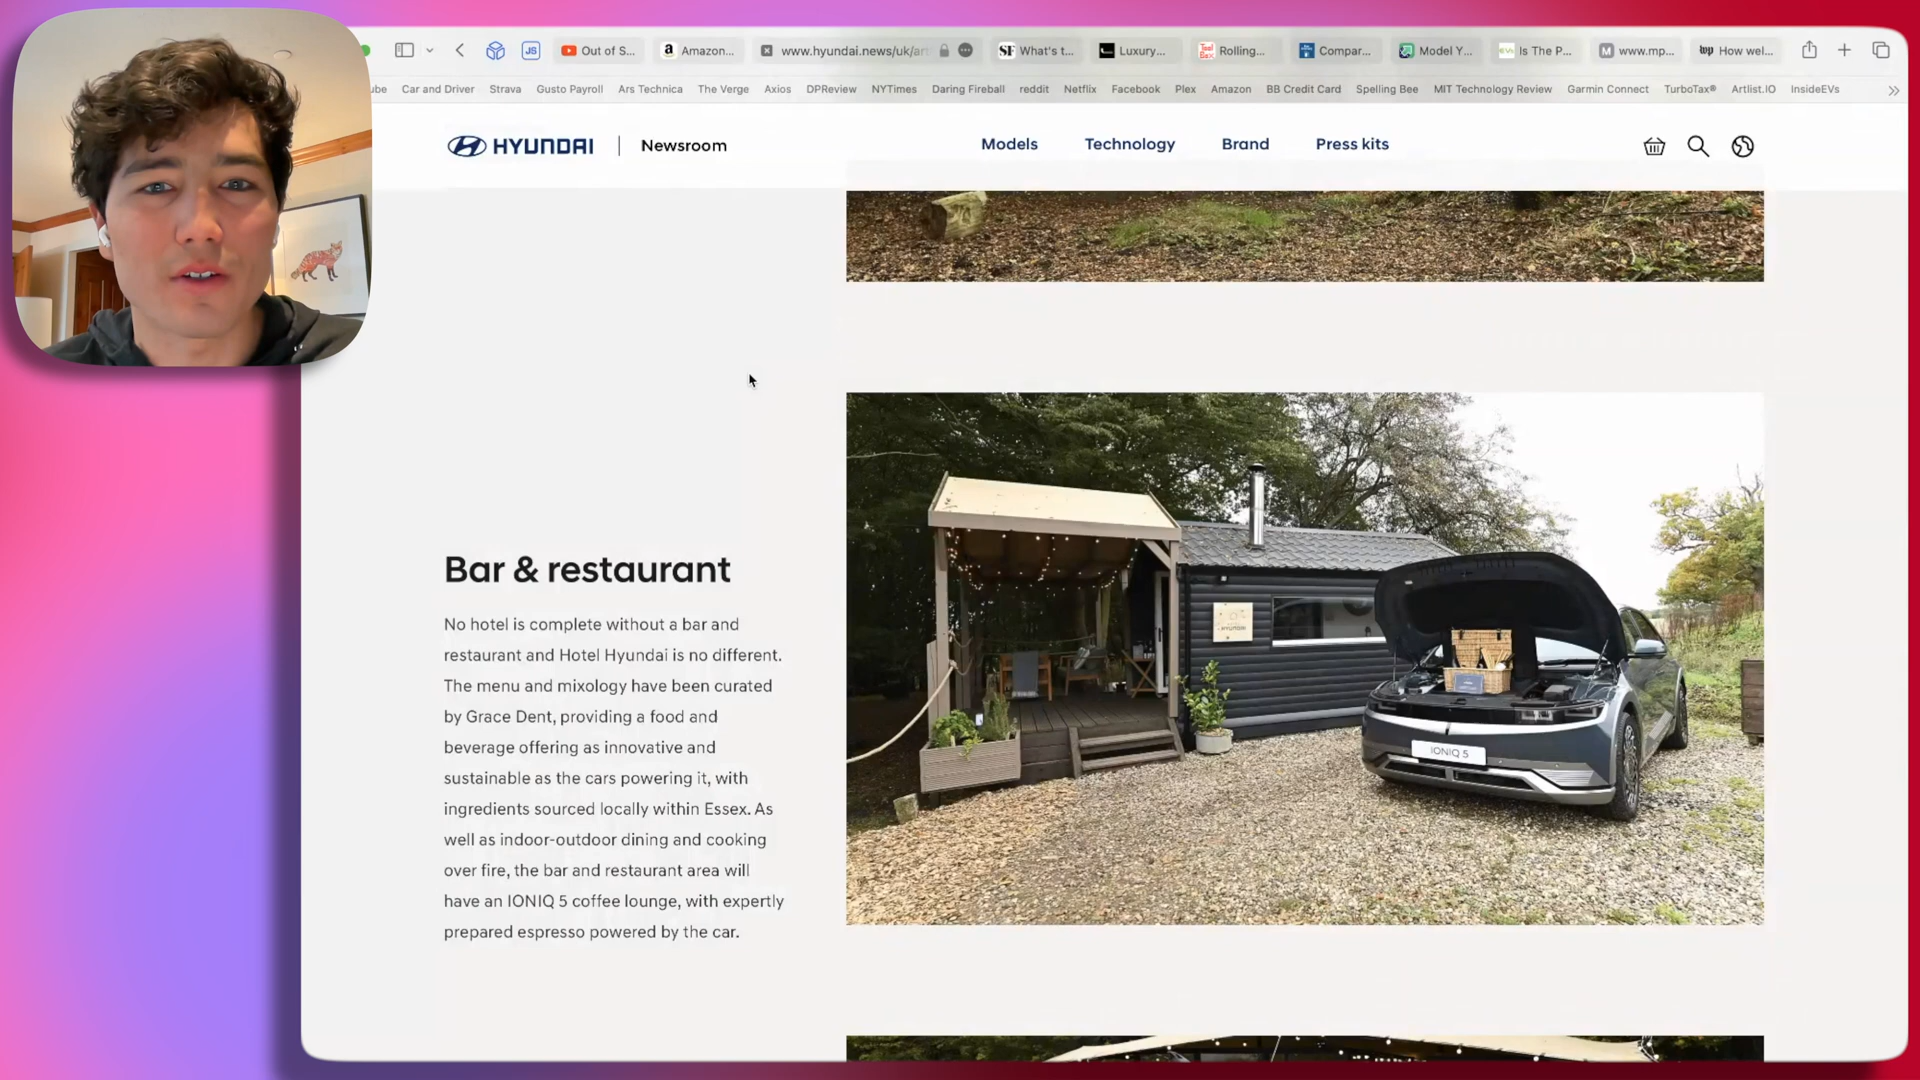 JS
Out of S...
a Amazon...
www.hyundai.news/uk/art
SF What's t...
Luxury...
Rolling...
Compar...
Model Y...
Is The P...
M www.mp...
wp How wel...
ube
Car and Driver
Strava
Gusto Payroll
Ars Technica
The Verge
Axios
DPReview
NYTimes
Daring Fireball
reddit
Netflix
Facebook
Plex
Amazon
BB Credit Card
Spelling Bee
MIT Technology Review
Garmin Connect
TurboTax®
Artlist.IO
InsideEVs
HYUNDAI
Newsroom
Models
Technology
Brand
Press kits
Bar & restaurant
No hotel is complete without a bar and
restaurant and Hotel Hyundai is no different.
The menu and mixology have been curated
by Grace Dent, providing a food and
beverage offering as innovative and
sustainable as the cars powering it, with
ingredients sourced locally within Essex. As
well as indoor-outdoor dining and cooking
over fire, the bar and restaurant area will
have an IONIQ 5 coffee lounge, with expertly
prepared espresso powered by the car.
HYUNDAI
IONIQ 5